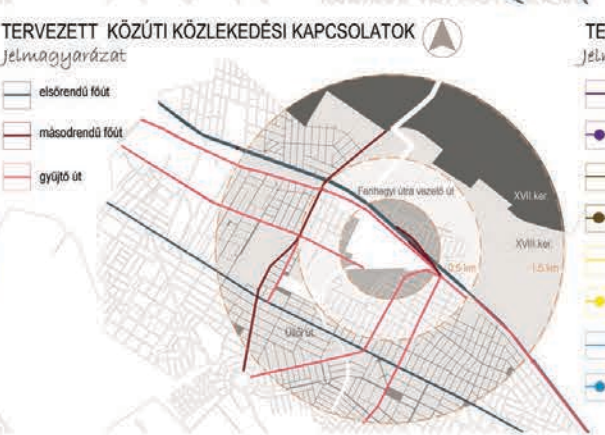 TERVEZETT KÖZÚTI KÖZLEKEDÉSI KAPCSOLATOK
Jelmagyarázat
elsőrendű főút
másodrendű főút
gyűjtő út
Ferihegyi útra vezető út
XVII.ker.
XVIII.ker.
0.5 km
1.5 km
Üllői út
TE
Jelm